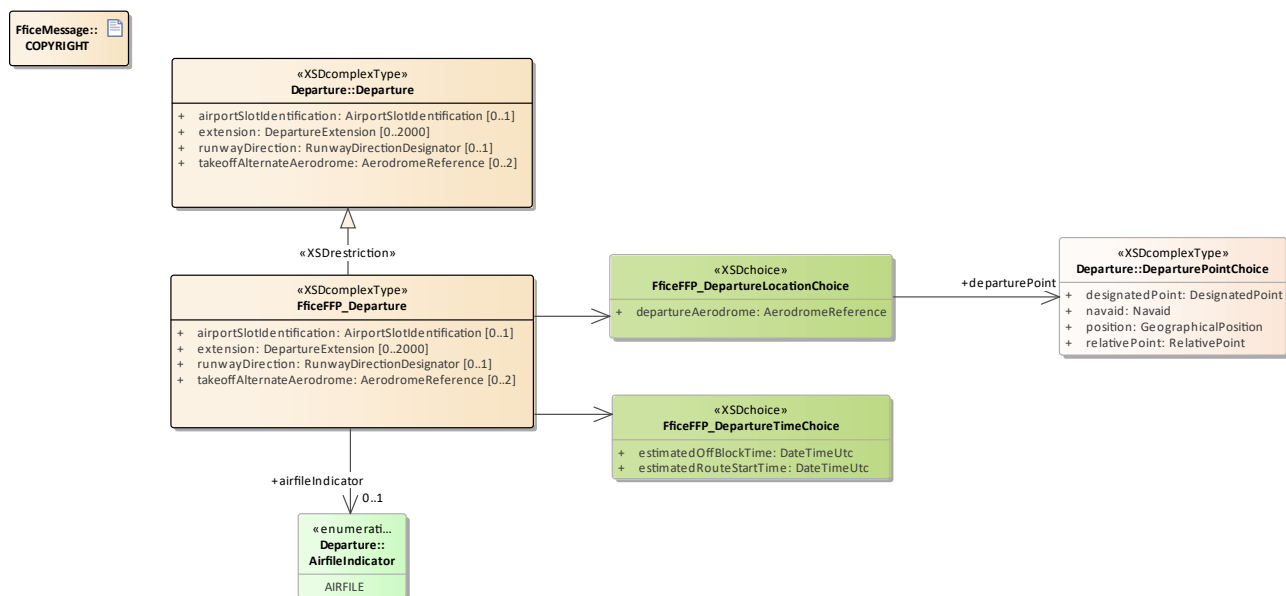 FficeMessage::
COPYRIGHT
«XSDcomplexType»
Departure::Departure
+ airportSlotIdentification: AirportSlotIdentification [0..1]
+ extension: DepartureExtension [0..2000]
+ runwayDirection: RunwayDirectionDesignator [0..1]
+ takeoffAlternateAerodrome: AerodromeReference [0..2]
«XSDrestriction»
«XSDcomplexType»
FficeFFP_Departure
+ airportSlotIdentification: AirportSlotIdentification [0..1]
+ extension: DepartureExtension [0..2000]
+ runwayDirection: RunwayDirectionDesignator [0..1]
+ takeoffAlternateAerodrome: AerodromeReference [0..2]
«XSDchoice»
FficeFFP_DepartureLocationChoice
+ departureAerodrome: AerodromeReference
+departurePoint
«XSDcomplexType»
Departure::DeparturePointChoice
+ designatedPoint: DesignatedPoint
+ navaid: Navaid
+ position: GeographicalPosition
+ relativePoint: RelativePoint
«XSDchoice»
FficeFFP_DepartureTimeChoice
+ estimatedOffBlockTime: DateTimeUtc
+ estimatedRouteStartTime: DateTimeUtc
+airfileIndicator
0..1
«enumerati...
Departure::
AirfileIndicator
AIRFILE